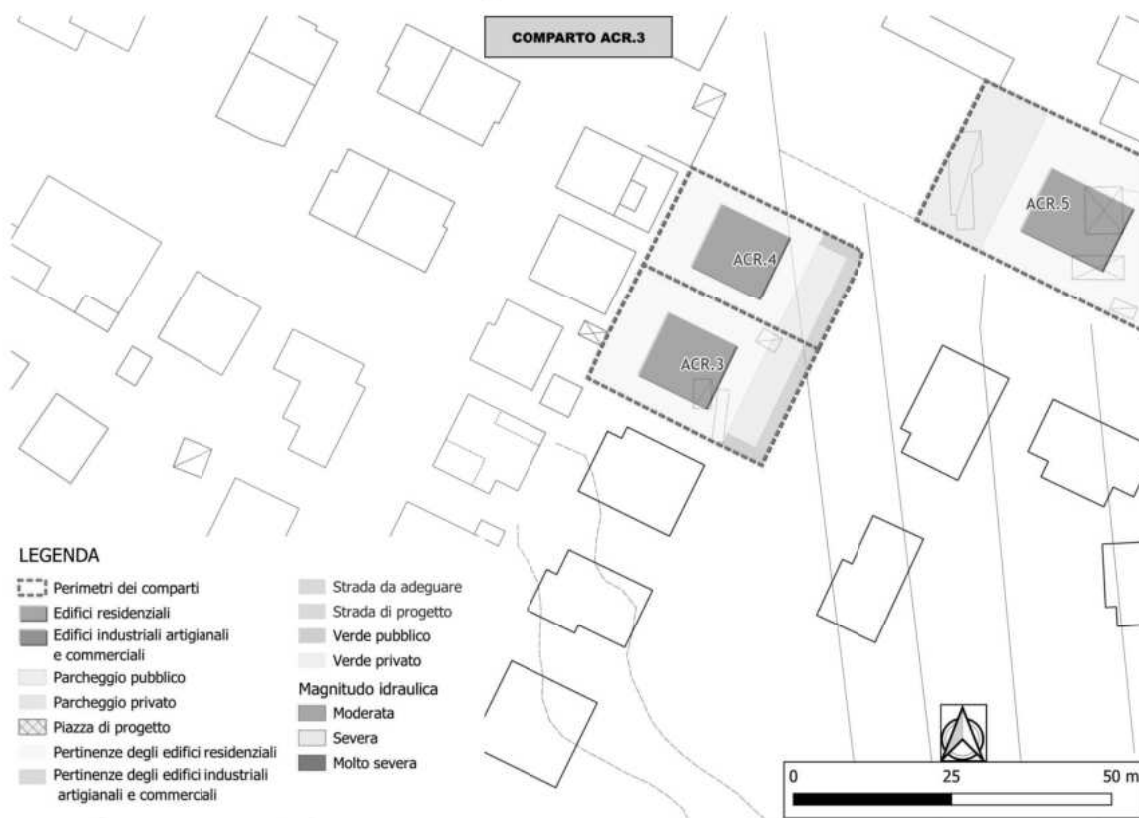 COMPARTO ACR.3
ACR.5
ACR.4
ACR.3
LEGENDA
Perimetri dei comparti
Edifici residenziali
Edifici industriali artigianali
e commerciali
Parcheggio pubblico
Parcheggio privato
Piazza di progetto
Pertinenze degli edifici residenziali
Pertinenze degli edifici industriali
artigianali e commerciali
Strada da adeguare
Strada di progetto
Verde pubblico
Verde privato
Magnitudo idraulica
Moderata
Severa
Molto severa
0 25 50 m